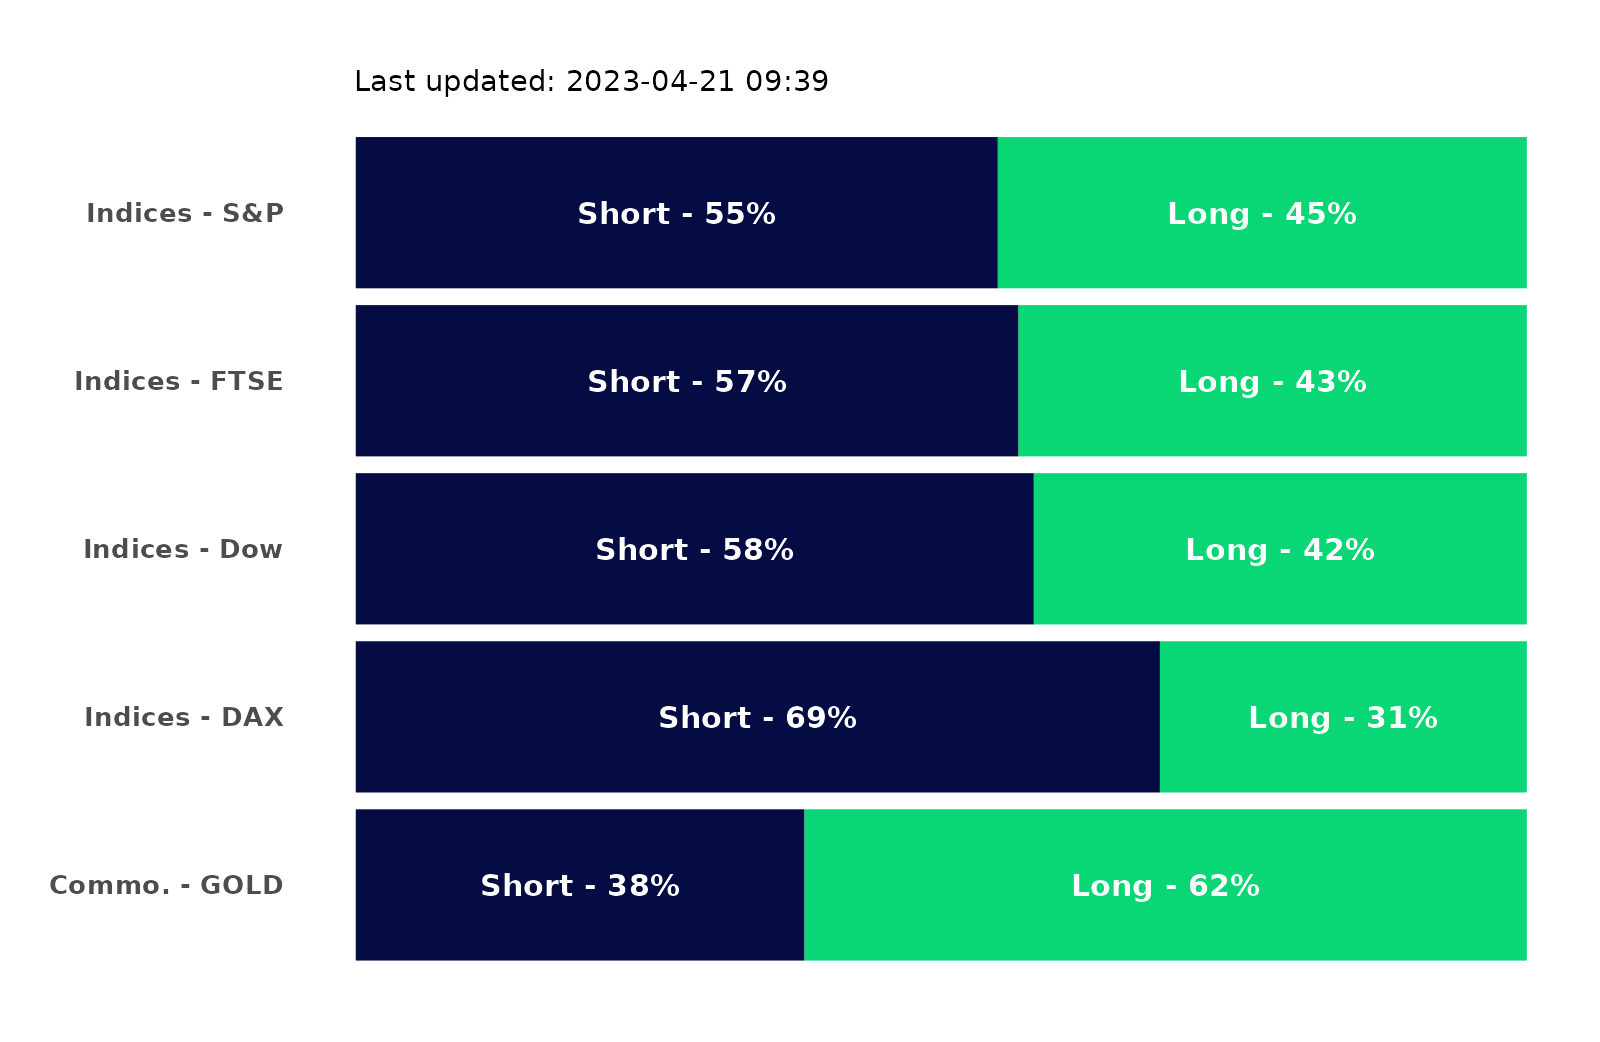 Last updated: 2023-04-21 09:39
Indices - S&P Short - 55% Long - 45%
Indices - FTSE Short - 57% Long - 43%
Indices - Dow Short - 58% Long - 42%
Indices - DAX Short - 69% Long - 31%
Commo. - GOLD Short - 38% Long - 62%